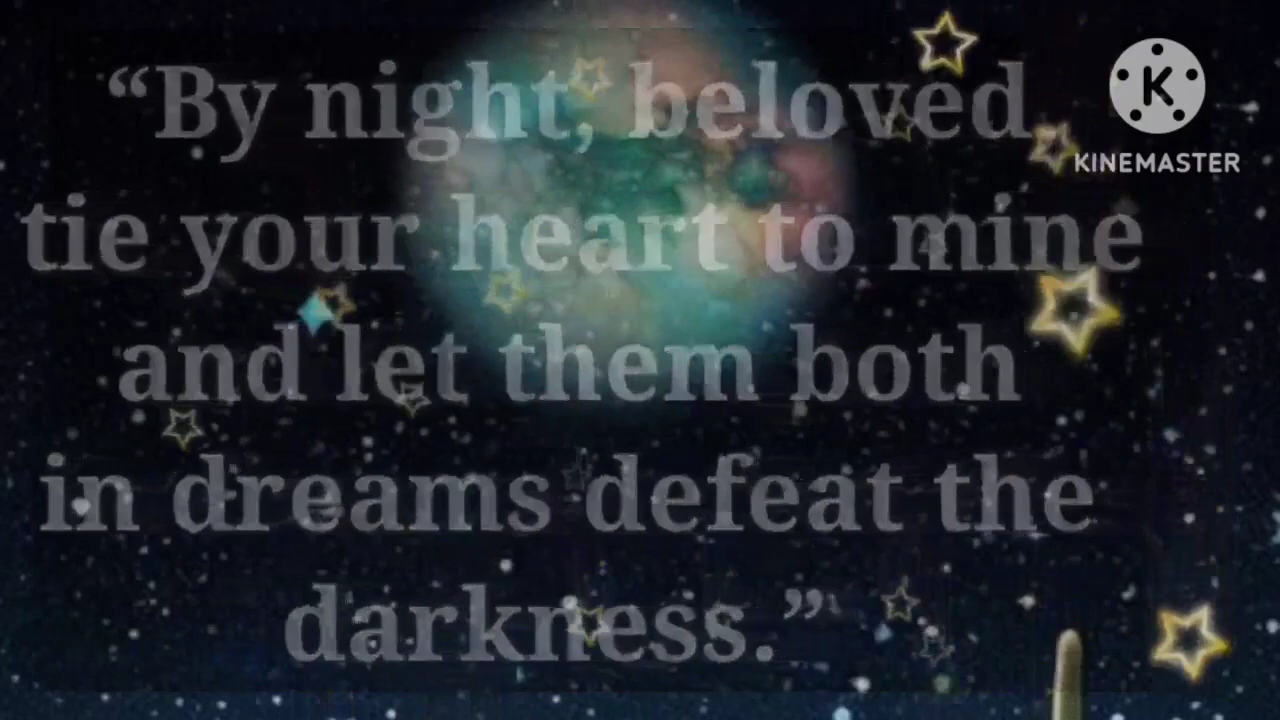 “By night, beloved
tie your heart to mine
and let them both
in dreams defeat the
darkness.”
K
KINEMASTER